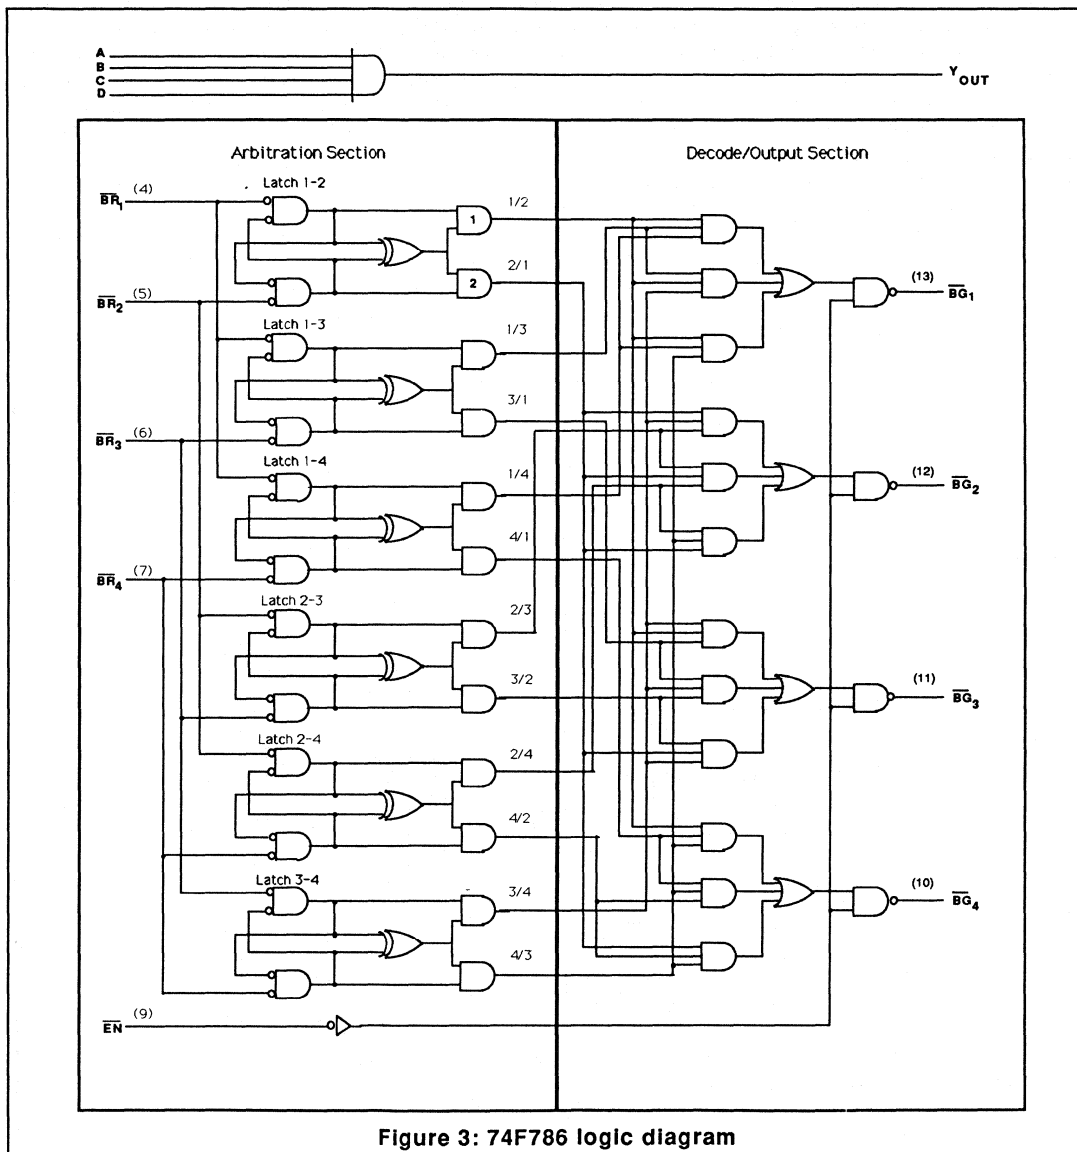 A
B
C
D
Y OUT
Arbitration Section
Decode/Output Section
BR1 (4)
Latch 1-2
1
1/2
2/1
2
(13)
BG1
BR2 (5)
Latch 1-3
1/3
3/1
BR3 (6)
Latch 1-4
1/4
4/1
(12)
BG2
BR4 (7)
Latch 2-3
2/3
3/2
(11)
BG3
Latch 2-4
2/4
4/2
Latch 3-4
3/4
4/3
(10)
BG4
EN (9)
Figure 3: 74F786 logic diagram